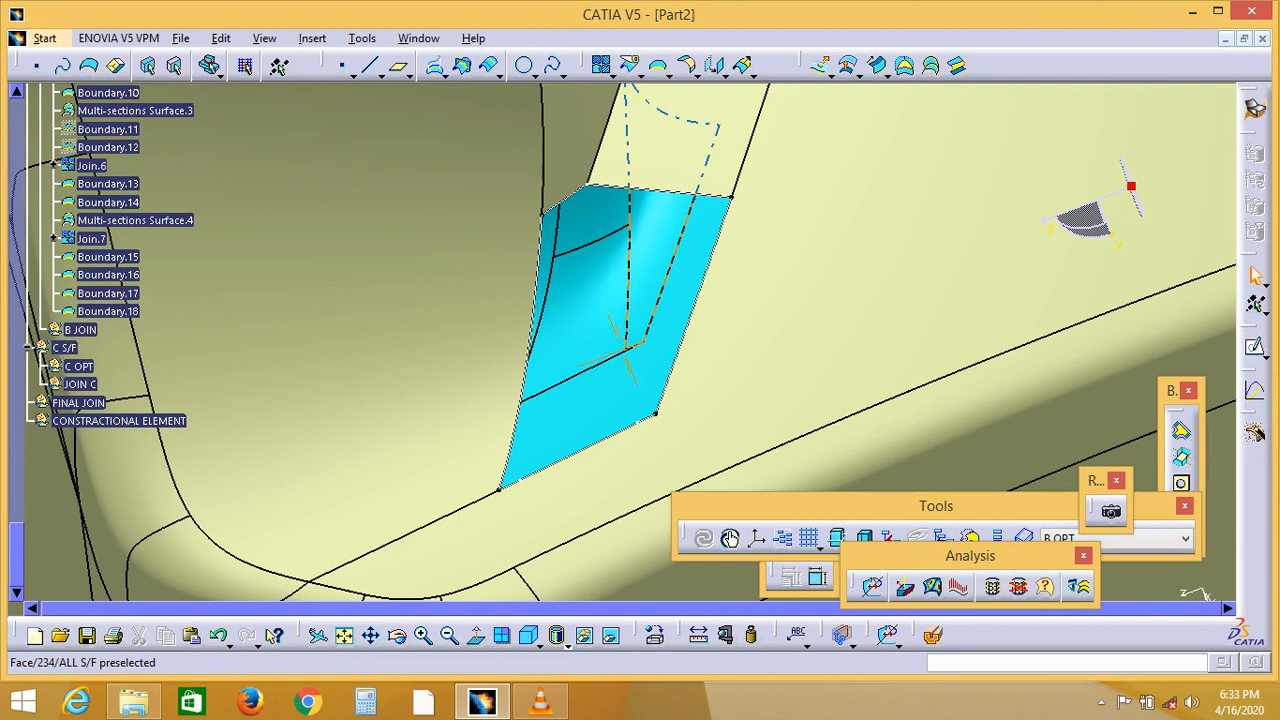 CATIA V5 - [Part2]
Start
ENOVIA V5 VPM
File
Edit
View
Insert
Tools
Window
Help
Boundary.10
Multi-sections Surface.3
Boundary.11
Boundary.12
Join.6
Boundary.13
Boundary.14
Multi-sections Surface.4
Join.7
Boundary.15
Boundary.16
Boundary.17
Boundary.18
B JOIN
C S/F
C OPT
JOIN C
FINAL JOIN
CONSTRACTIONAL ELEMENT
B.
R...
Tools
B OPT
Analysis
z
ABC
CATIA
Face/234/ALL S/F preselected
6:33 PM
4/16/2020